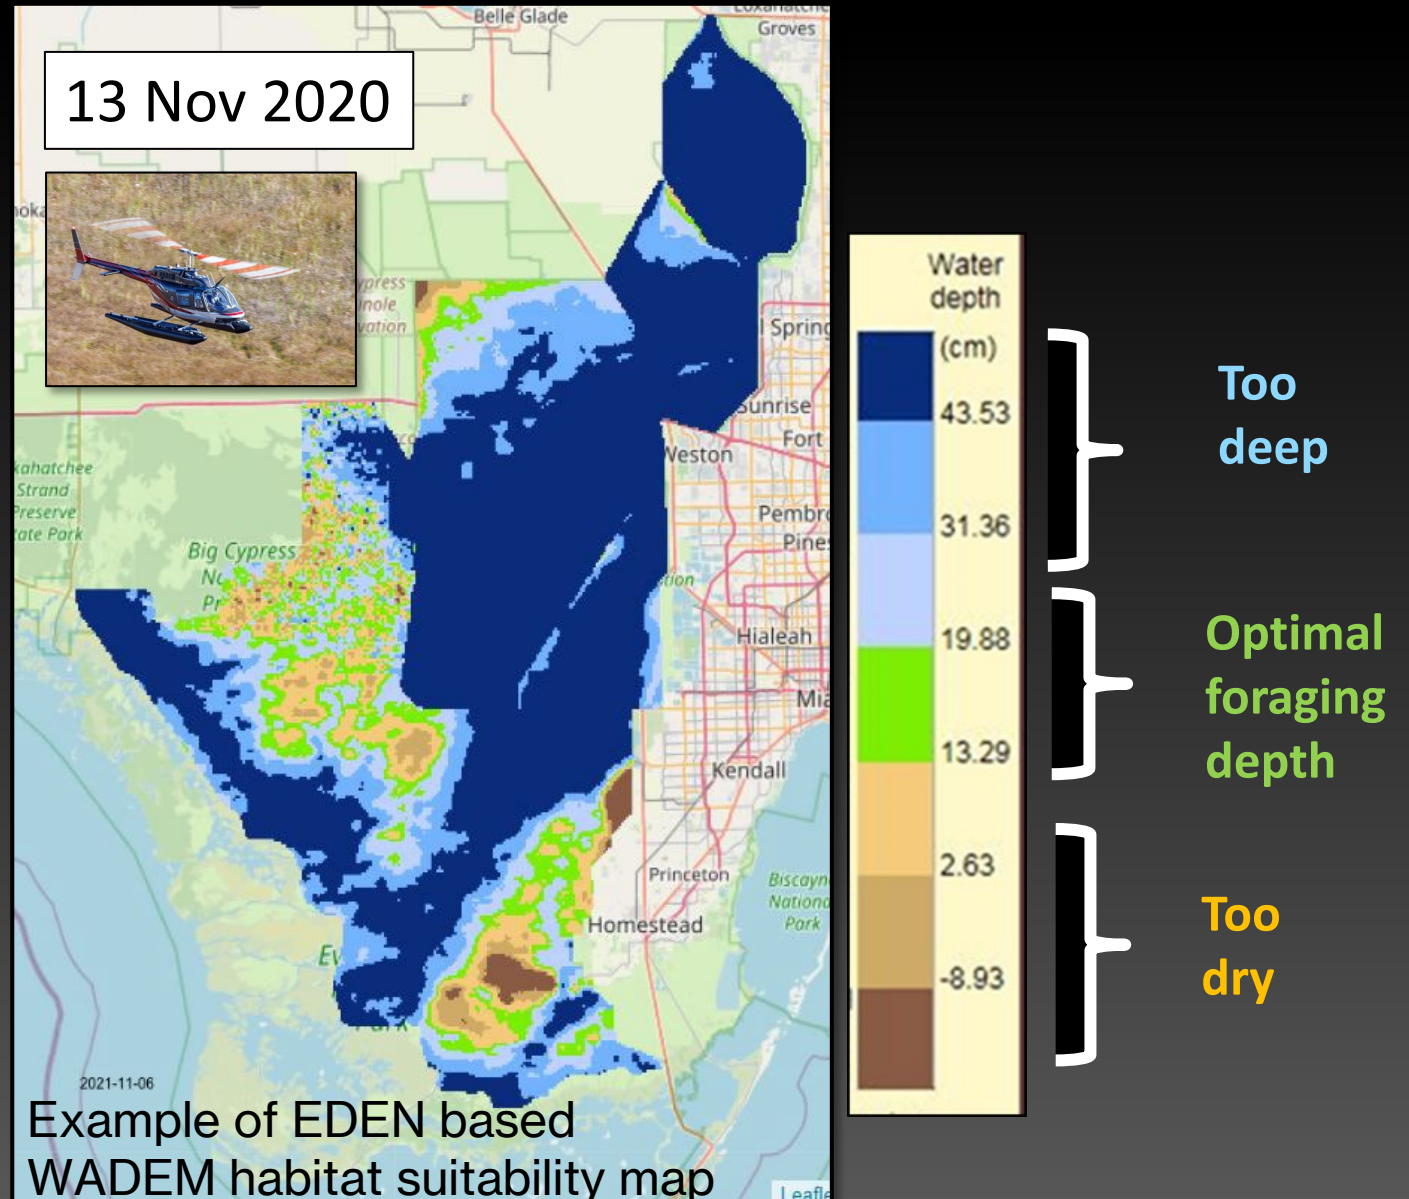 Belle Glade
Groves
13 Nov 2020
l Spring
Sunrise
Fort
Weston
Pembro
Pines
kahatchee
Strand
Preserve
tate Park
Big Cypress
Hialeah
Mia
Kendall
Princeton
Homestead
Biscayn
Nationa
Park
2021-11-06
Example of EDEN based
WADEM habitat suitability map
Leafle
Water
depth
(cm)
43.53
31.36
19.88
13.29
2.63
-8.93
Too
deep
Optimal
foraging
depth
Too
dry